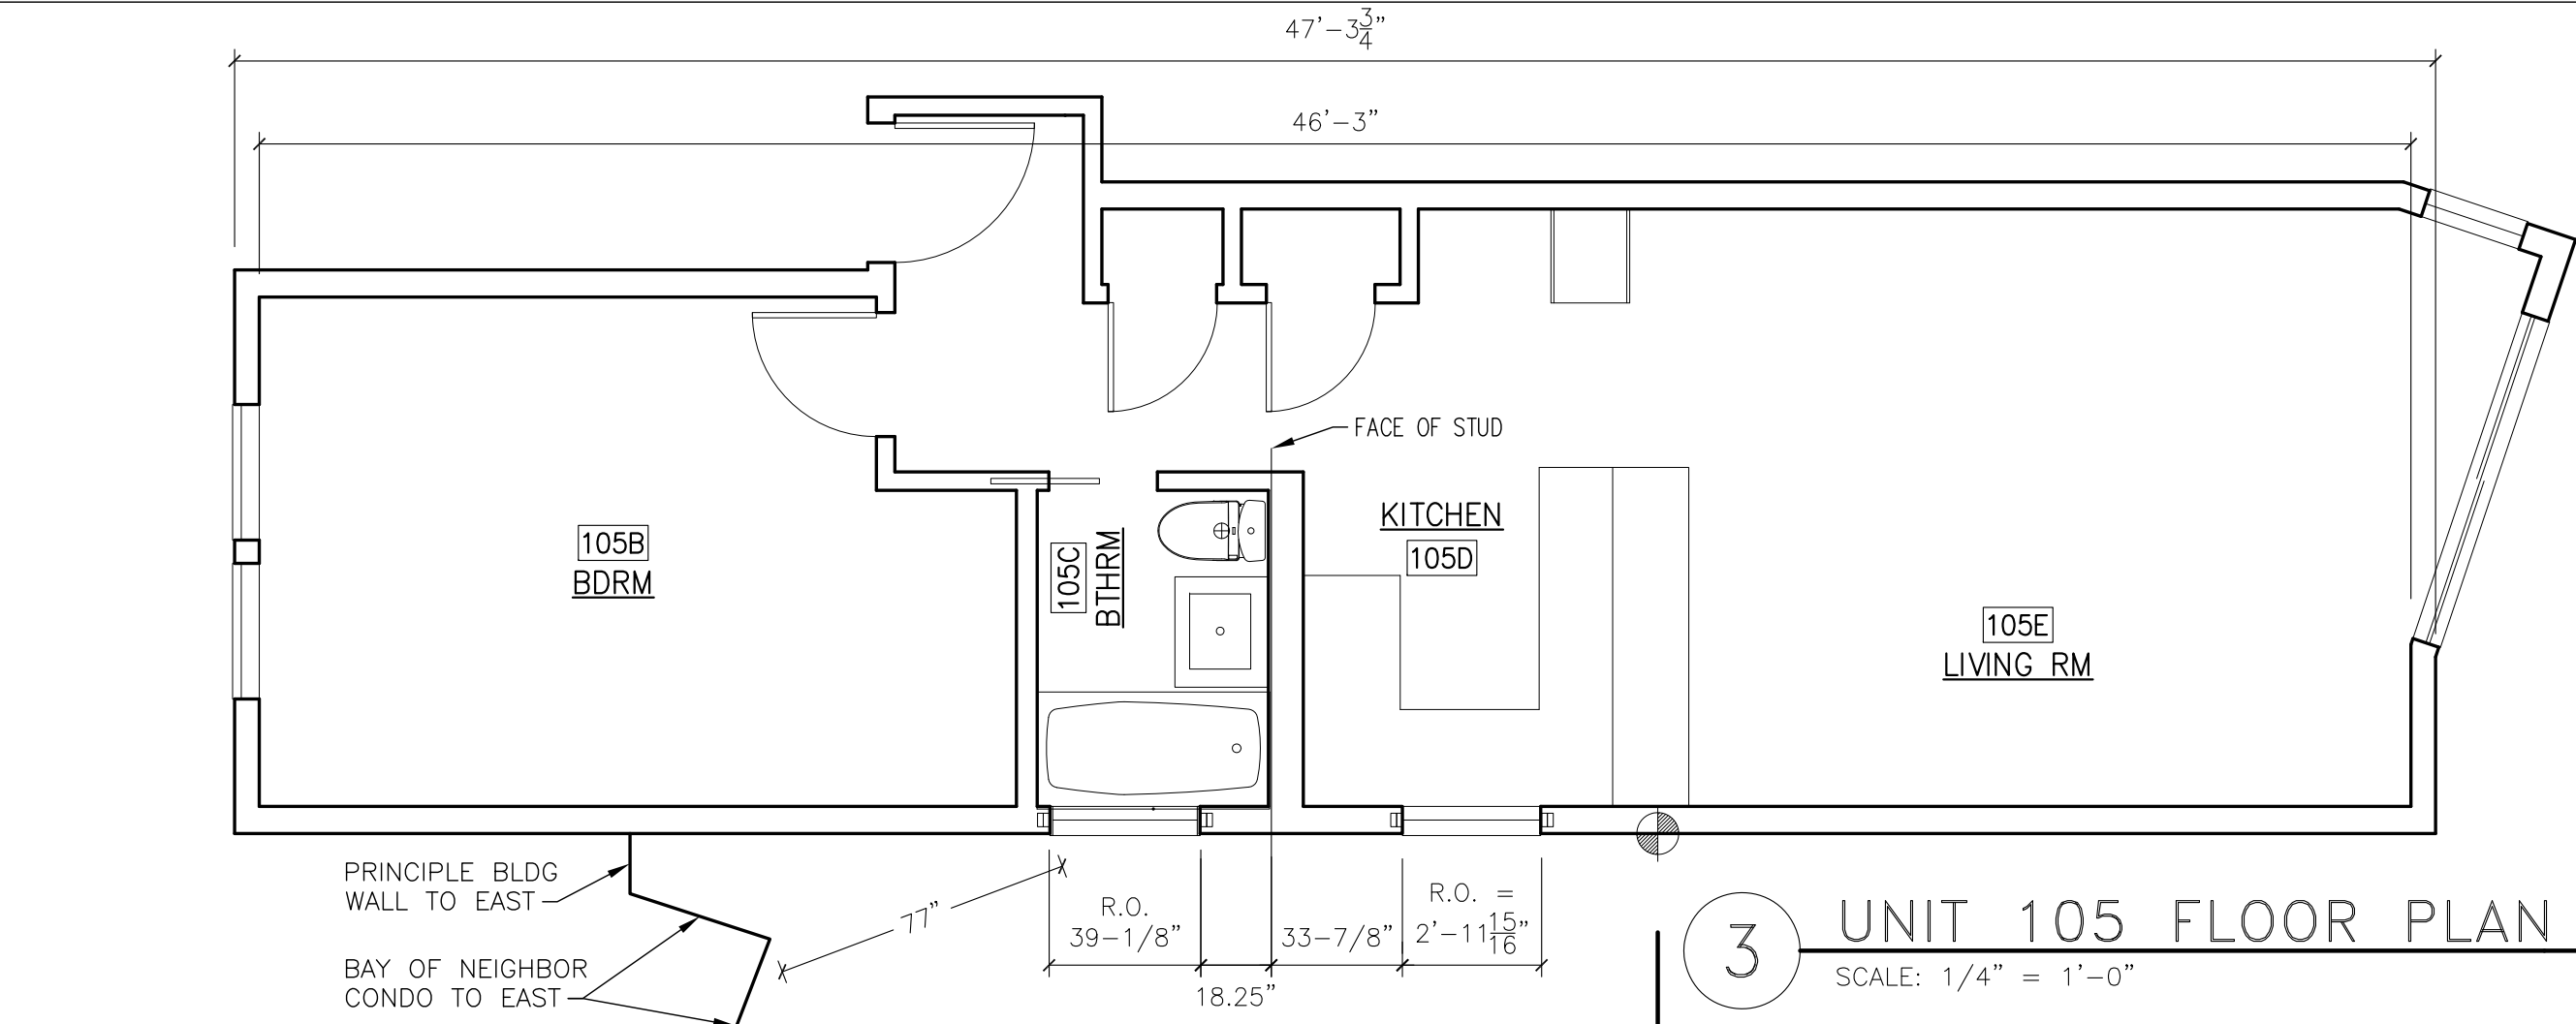 47'-3 3/4"
46'-3"
FACE OF STUD
KITCHEN
105D
105B
BDRM
105C
BTHRM
105E
LIVING RM
PRINCIPLE BLDG
WALL TO EAST
BAY OF NEIGHBOR
CONDO TO EAST
77"
R.O.
39-1/8"
18.25"
33-7/8"
R.O. =
2'-11 15/16"
3
UNIT 105 FLOOR PLAN
SCALE: 1/4" = 1'-0"